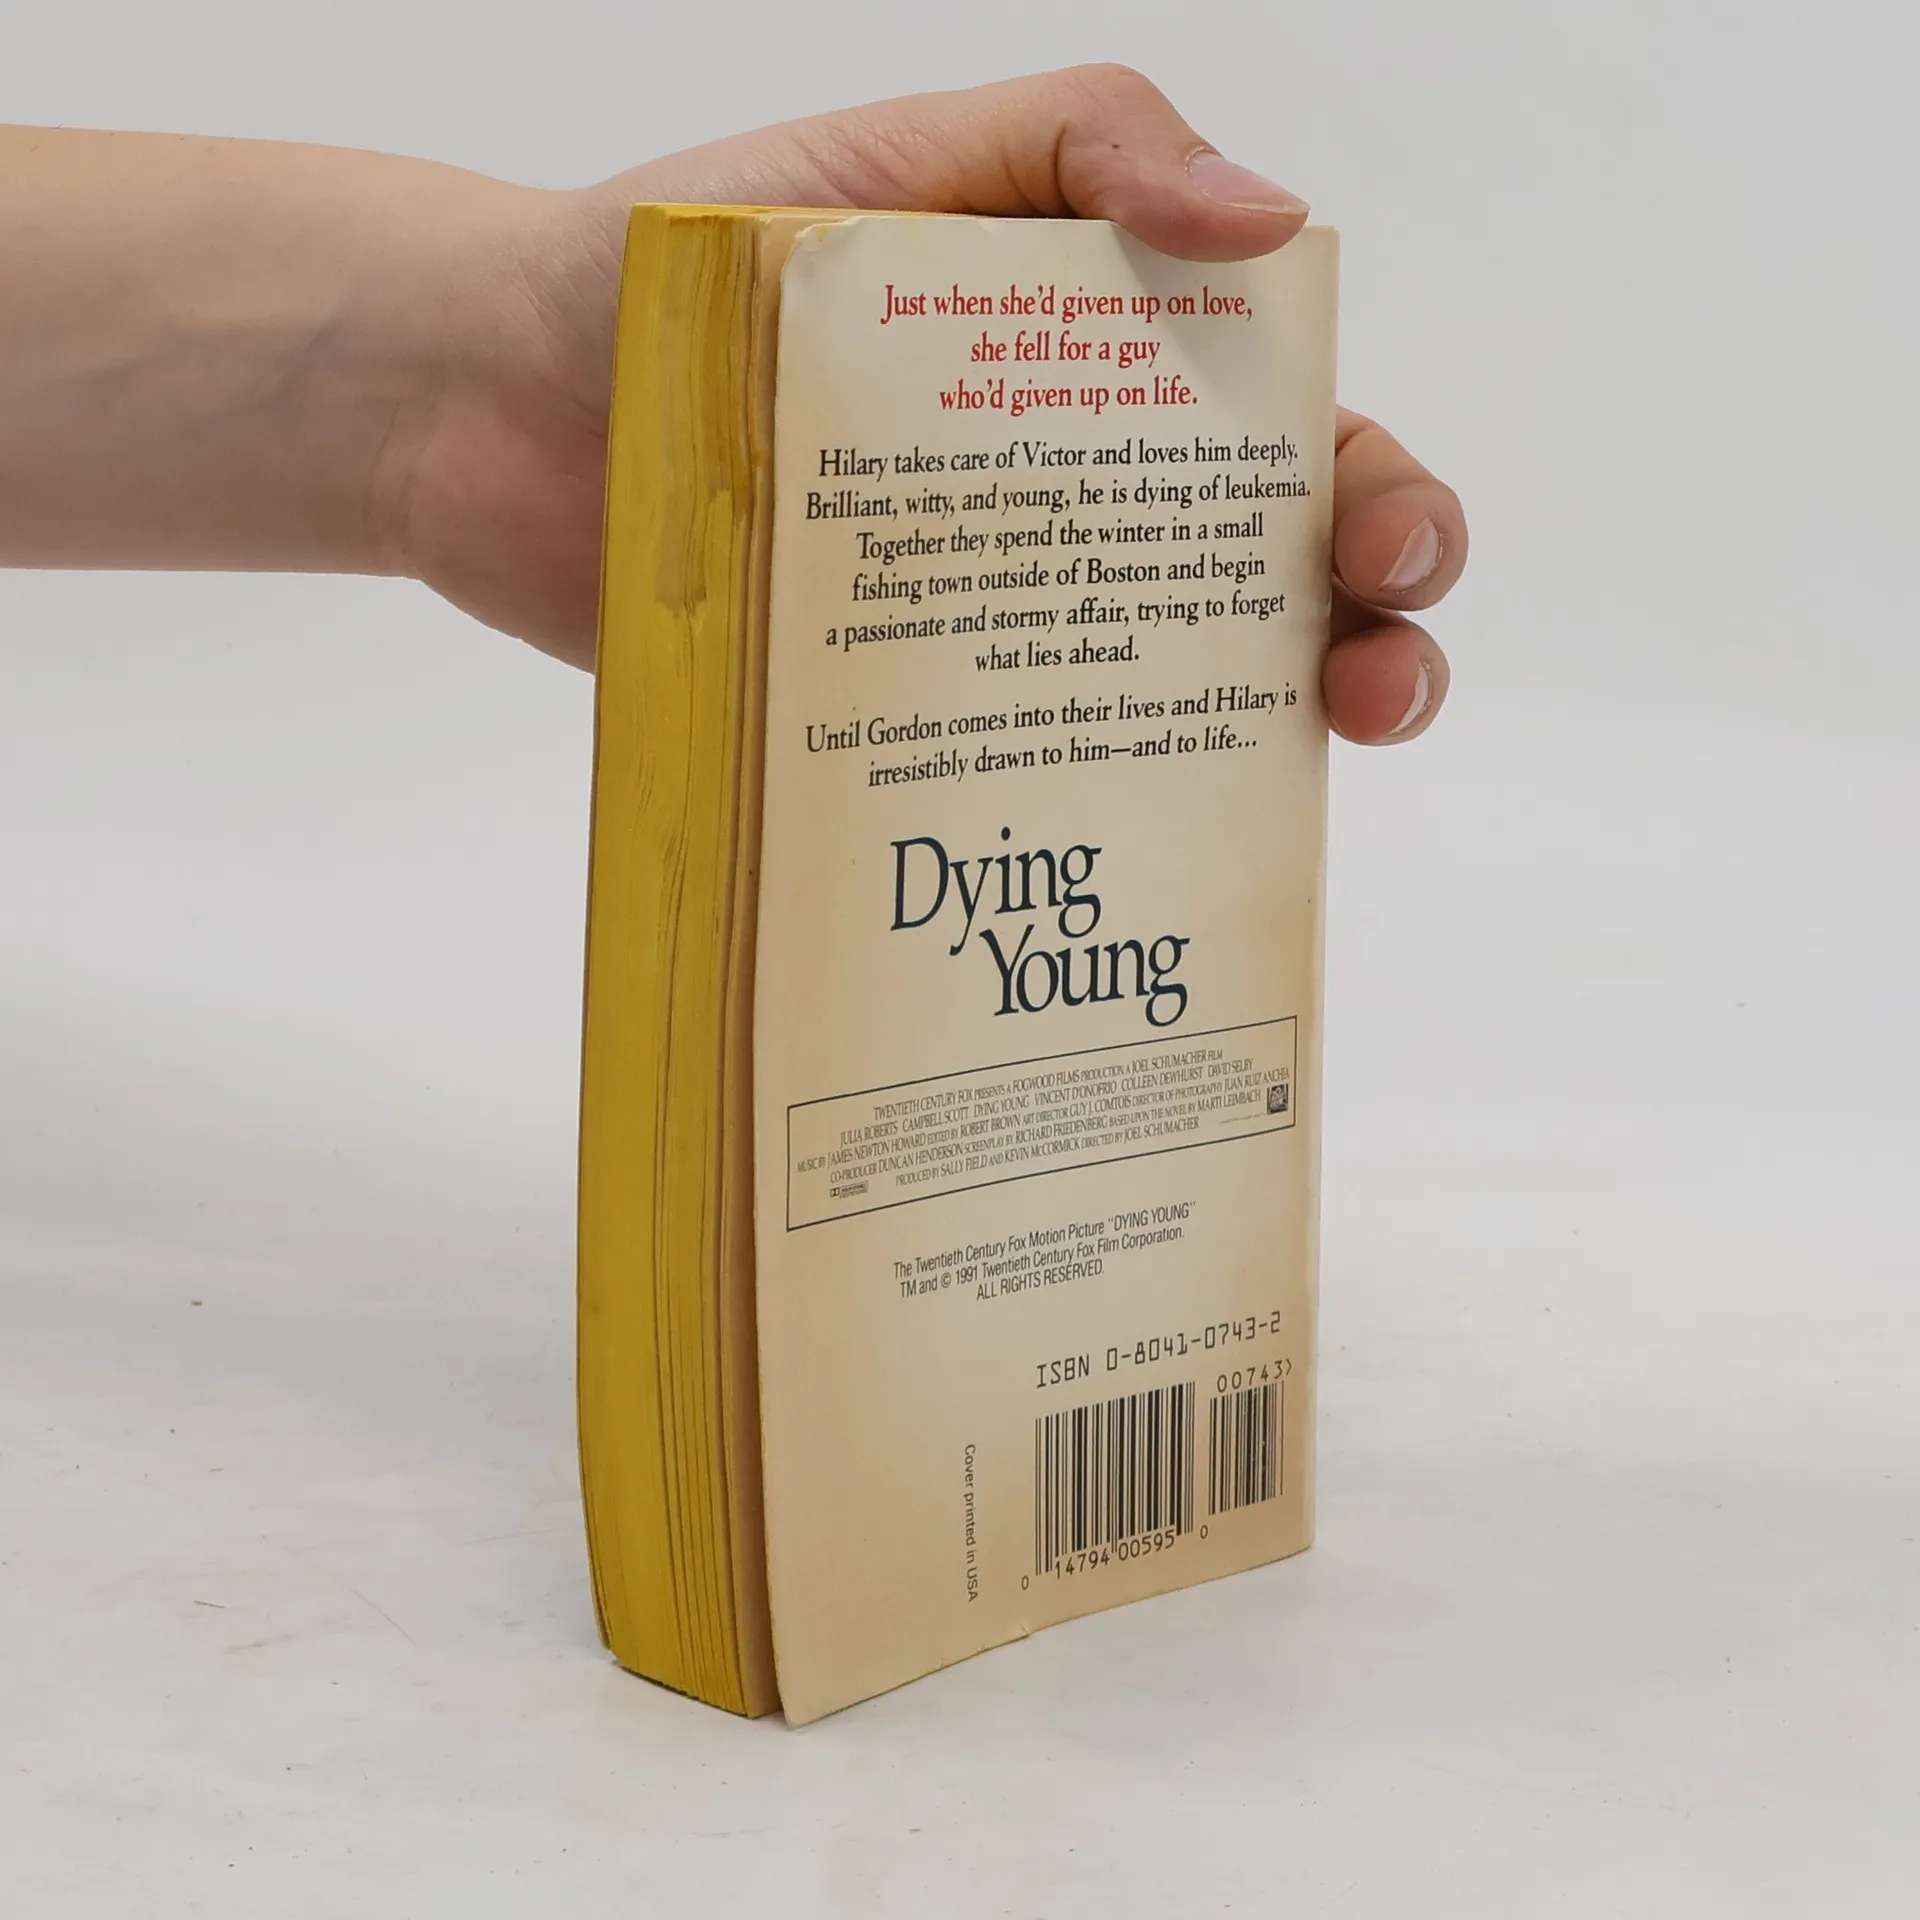 Just when she'd given up on love,
she fell for a guy
who'd given up on life.
Hilary takes care of Victor and loves him deeply.
Brilliant, witty, and young, he is dying of leukemia.
Together they spend the winter in a small
fishing town outside of Boston and begin
a passionate and stormy affair, trying to forget
what lies ahead.
Until Gordon comes into their lives and Hilary is
irresistibly drawn to him—and to life...
Dying
Young
TWENTIETH CENTURY FOX PRESENTS A FOGWOOD FILMS PRODUCTION A JOEL SCHUMACHER FILM
JULIA ROBERTS CAMPBELL SCOTT DYING YOUNG VINCENT D'ONOFRIO COLLEEN DEWHURST DAVID SELBY
MUSIC BY JAMES NEWTON HOWARD EDITED BY ROBERT BROWN ART DIRECTOR GUY J. COMTOIS DIRECTOR OF PHOTOGRAPHY JUAN RUIZ ANCHIA
CO-PRODUCER DUNCAN HENDERSON SCREENPLAY BY RICHARD FRIEDENBERG BASED UPON THE NOVEL BY MARTI LEIMBACH
PRODUCED BY SALLY FIELD AND KEVIN McCORMICK DIRECTED BY JOEL SCHUMACHER
The Twentieth Century Fox Motion Picture "DYING YOUNG"
TM and © 1991 Twentieth Century Fox Film Corporation.
ALL RIGHTS RESERVED.
ISBN 0-8041-0743-2
00743>
0 14794 00595 0
Cover printed in USA